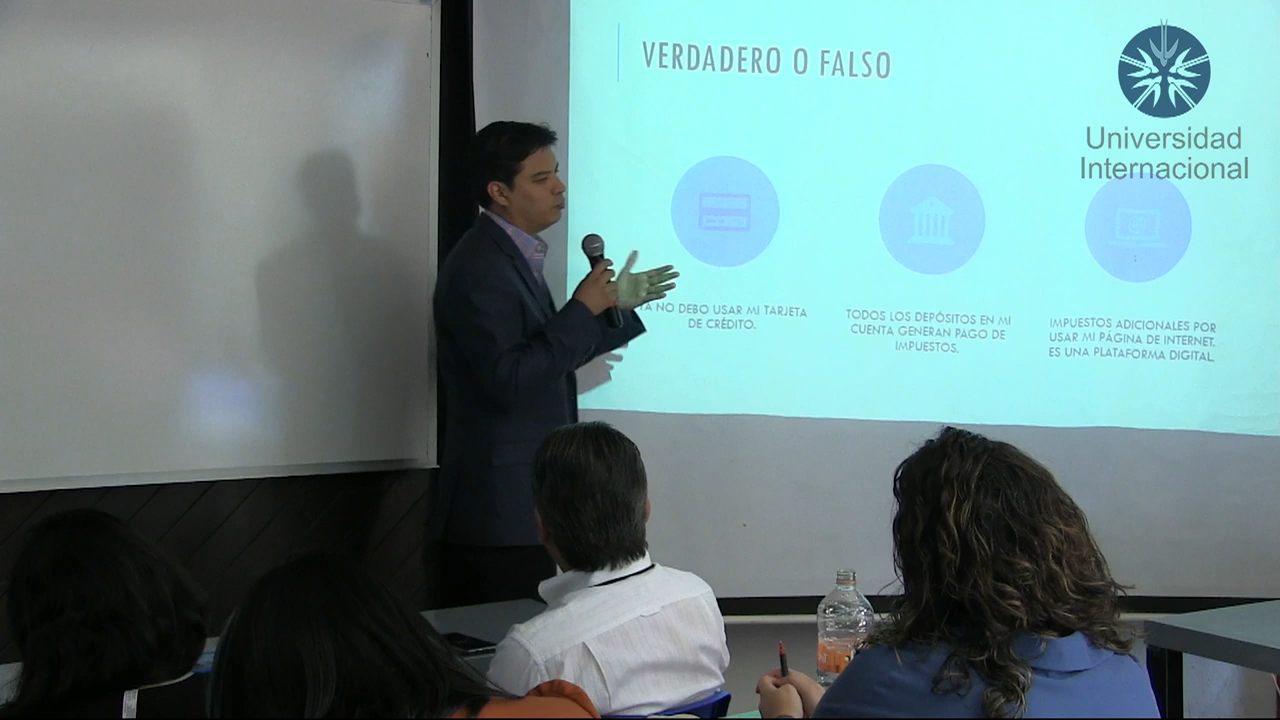 VERDADERO O FALSO
Universidad
Internacional
YA NO DEBO USAR MI TARJETA
DE CRÉDITO.
TODOS LOS DEPÓSITOS EN MI
CUENTA GENERAN PAGO DE
IMPUESTOS.
IMPUESTOS ADICIONALES POR
USAR MI PÁGINA DE INTERNET.
ES UNA PLATAFORMA DIGITAL.